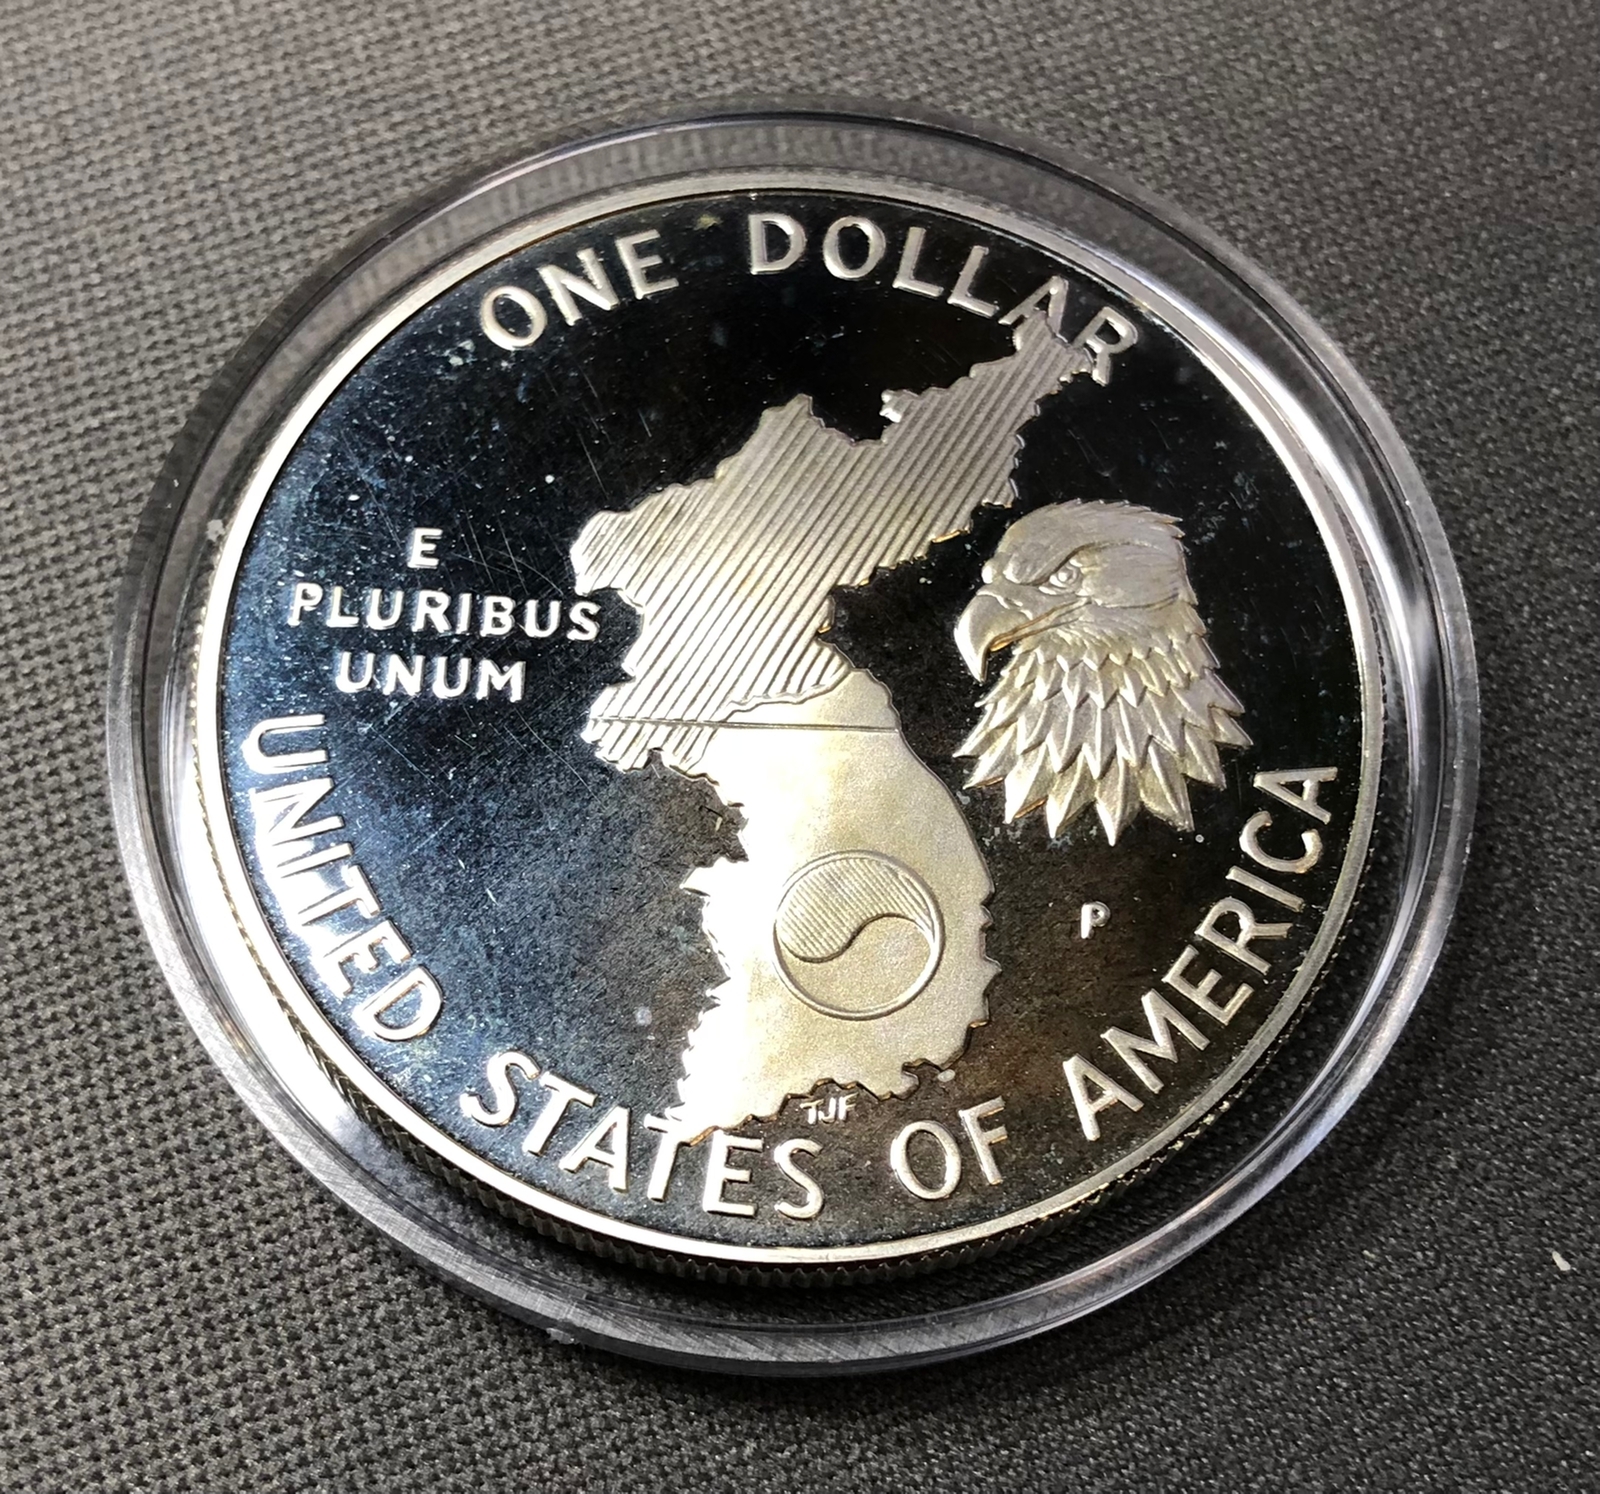 ONE DOLLAR
E
PLURIBUS
UNUM
P
TJF
UNITED STATES OF AMERICA